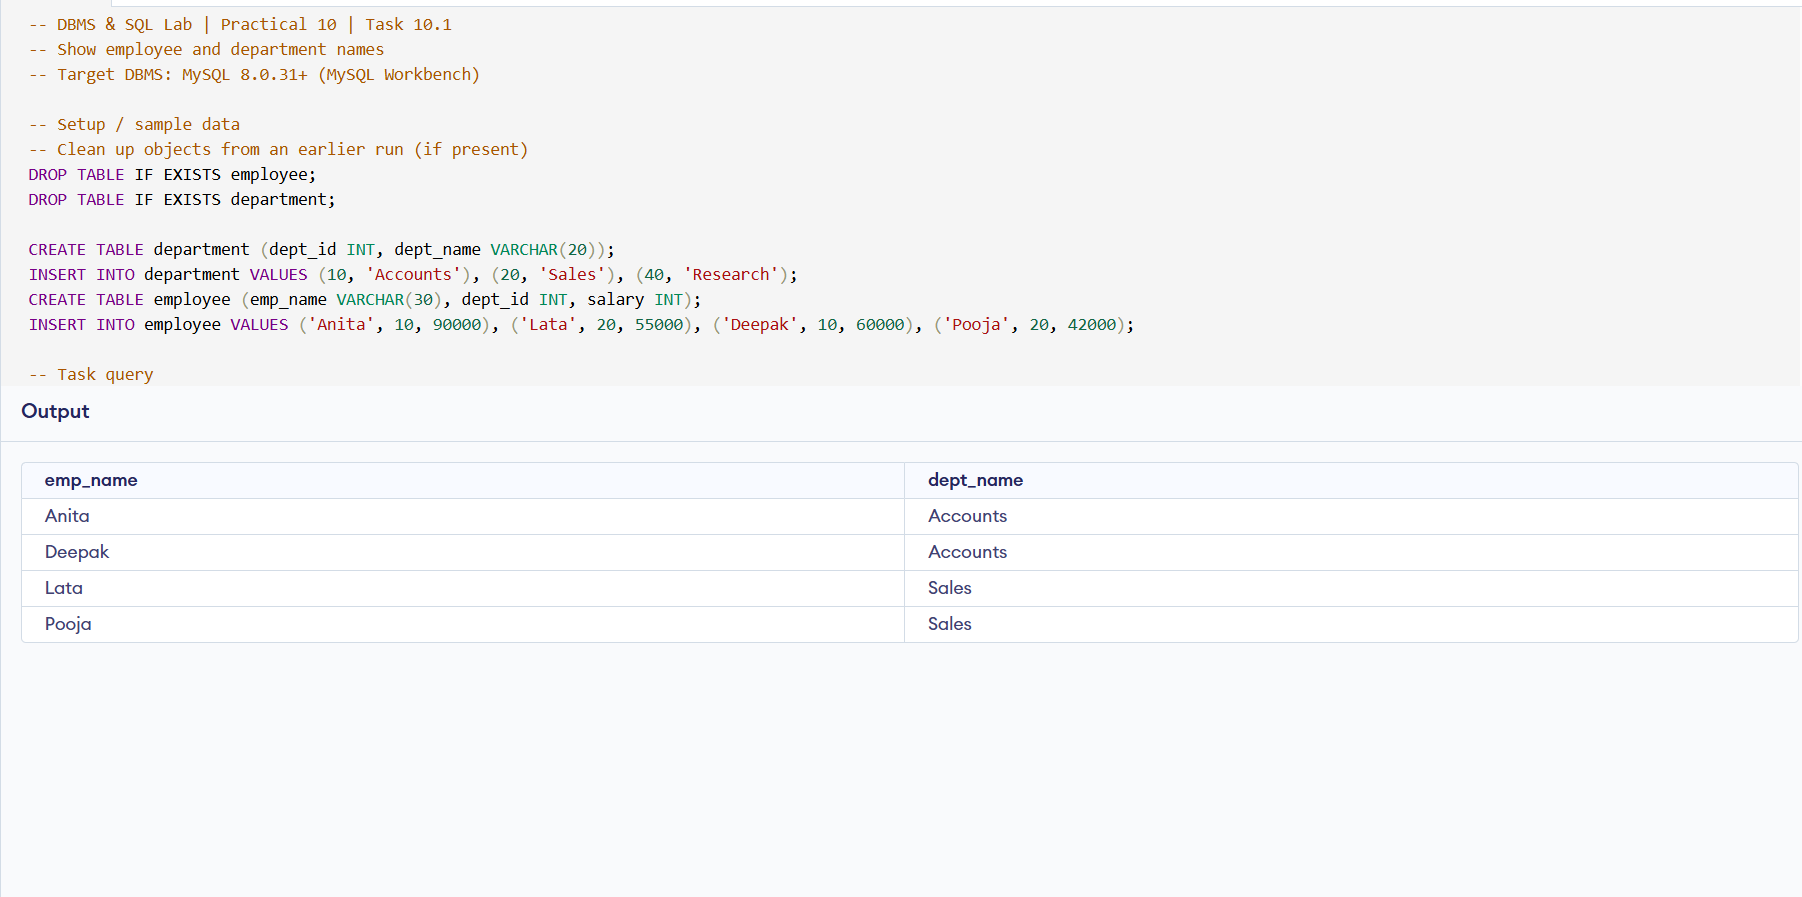 -- DBMS & SQL Lab | Practical 10 | Task 10.1
-- Show employee and department names
-- Target DBMS: MySQL 8.0.31+ (MySQL Workbench)
-- Setup / sample data
-- Clean up objects from an earlier run (if present)
DROP TABLE IF EXISTS employee;
DROP TABLE IF EXISTS department;
CREATE TABLE department (dept_id INT, dept_name VARCHAR(20));
INSERT INTO department VALUES (10, 'Accounts'), (20, 'Sales'), (40, 'Research');
CREATE TABLE employee (emp_name VARCHAR(30), dept_id INT, salary INT);
INSERT INTO employee VALUES ('Anita', 10, 90000), ('Lata', 20, 55000), ('Deepak', 10, 60000), ('Pooja', 20, 42000);
-- Task query
Output
emp_name dept_name
Anita Accounts
Deepak Accounts
Lata Sales
Pooja Sales